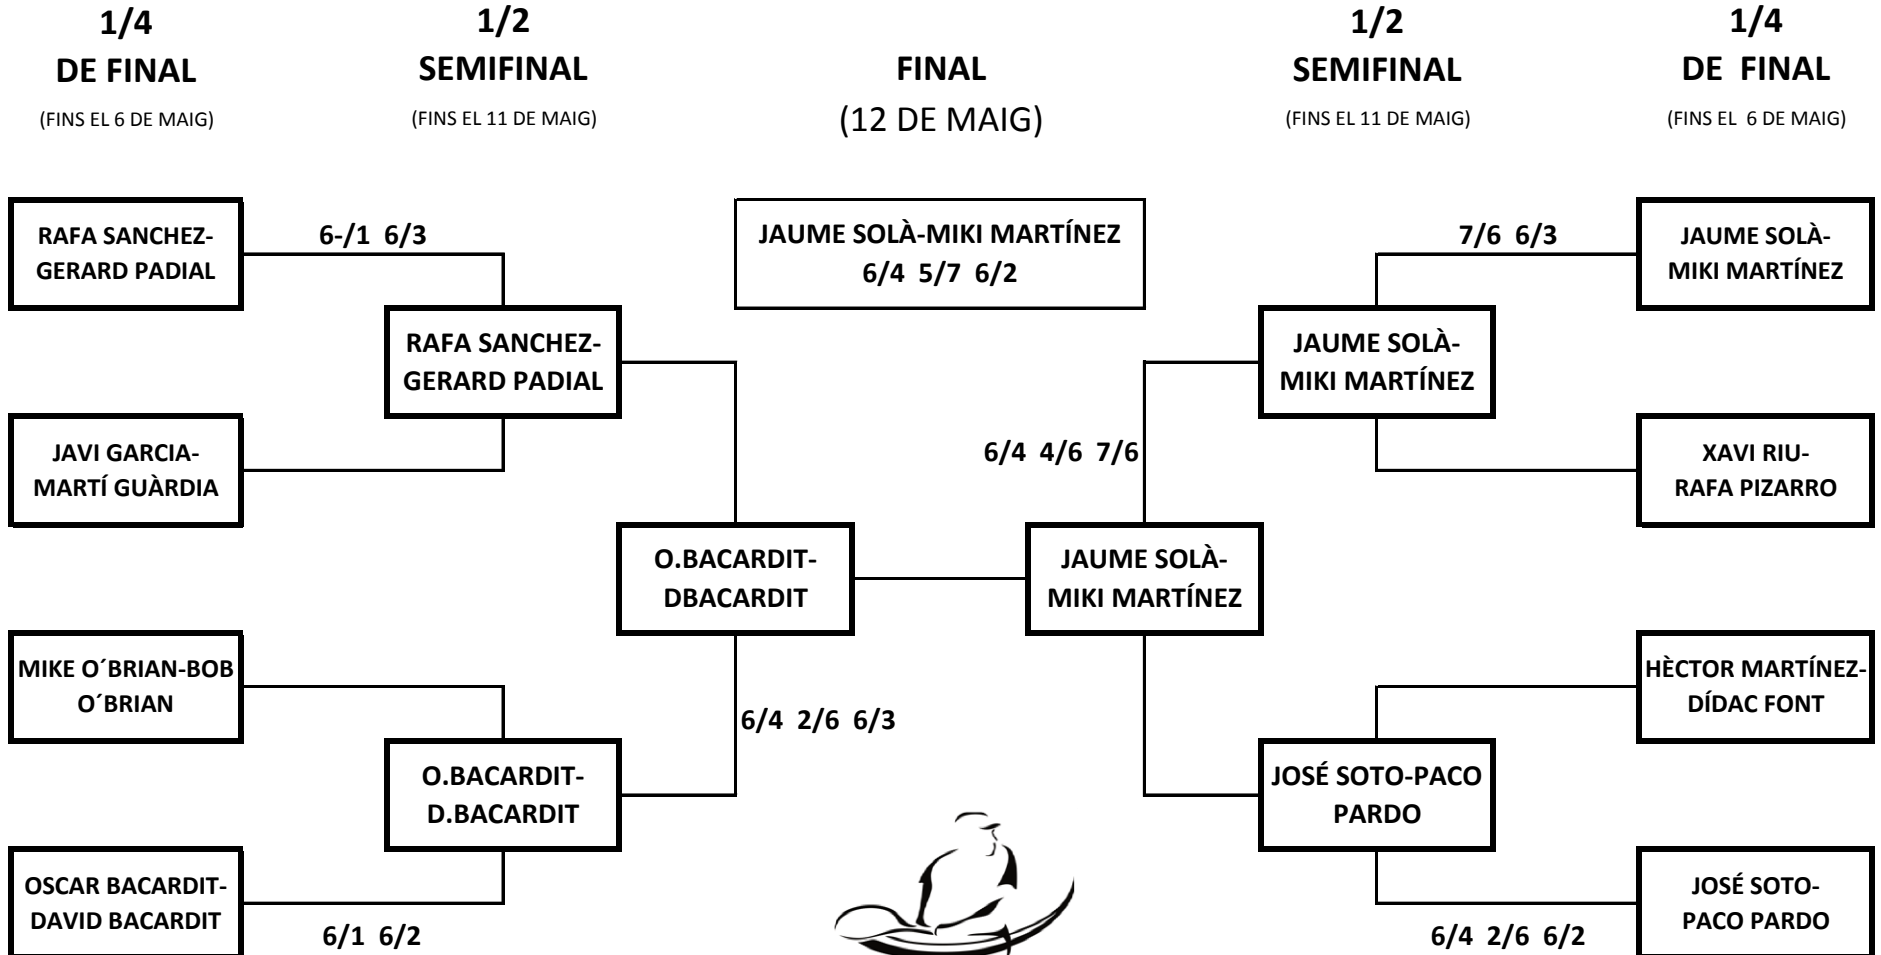 1/4
DE FINAL
(FINS EL 6 DE MAIG)
1/2
SEMIFINAL
(FINS EL 11 DE MAIG)
FINAL
(12 DE MAIG)
1/2
SEMIFINAL
(FINS EL 11 DE MAIG)
1/4
DE FINAL
(FINS EL 6 DE MAIG)
RAFA SANCHEZ-
GERARD PADIAL
6-/1 6/3
JAUME SOLÀ-MIKI MARTÍNEZ
6/4 5/7 6/2
7/6 6/3
JAUME SOLÀ-
MIKI MARTÍNEZ
RAFA SANCHEZ-
GERARD PADIAL
JAUME SOLÀ-
MIKI MARTÍNEZ
JAVI GARCIA-
MARTÍ GUÀRDIA
6/4 4/6 7/6
XAVI RIU-
RAFA PIZARRO
O.BACARDIT-
DBACARDIT
JAUME SOLÀ-
MIKI MARTÍNEZ
MIKE O´BRIAN-BOB
O´BRIAN
6/4 2/6 6/3
HÈCTOR MARTÍNEZ-
DÍDAC FONT
O.BACARDIT-
D.BACARDIT
JOSÉ SOTO-PACO
PARDO
OSCAR BACARDIT-
DAVID BACARDIT
6/1 6/2
6/4 2/6 6/2
JOSÉ SOTO-
PACO PARDO